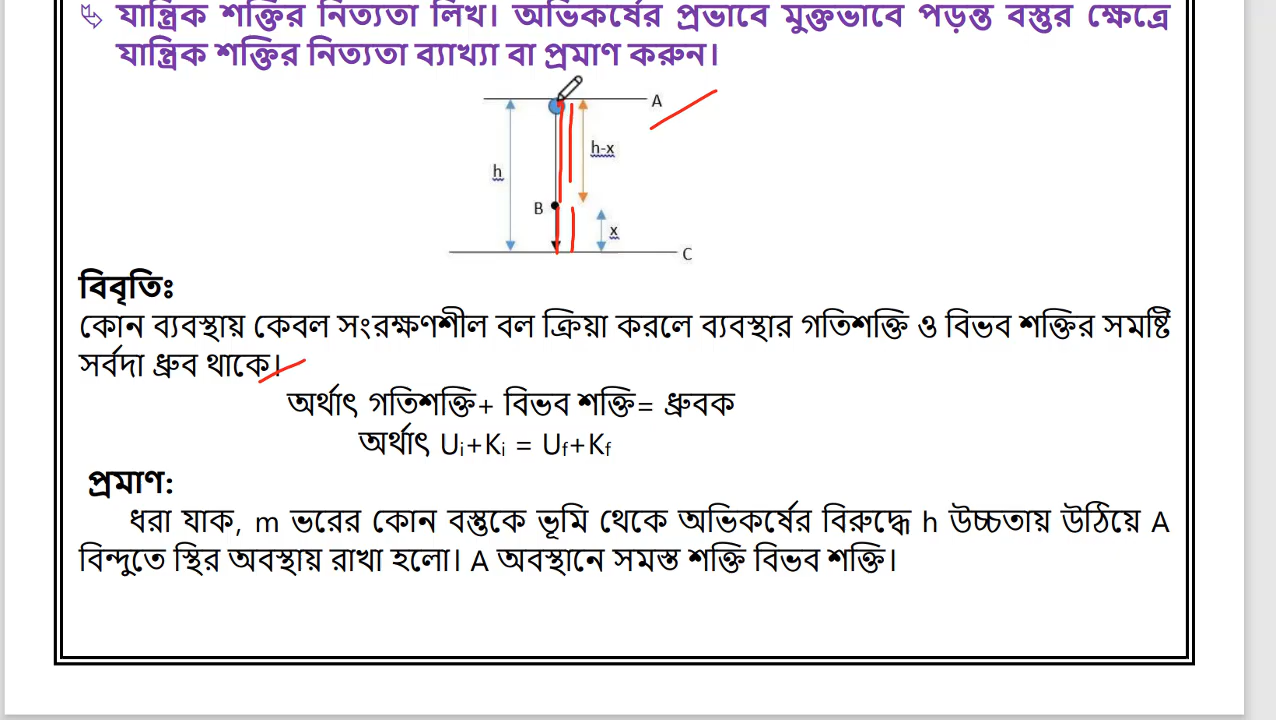 যান্ত্রিক শক্তির নিত্যতা লিখ। অভিকর্ষের প্রভাবে মুক্তভাবে পড়ন্ত বস্তুর ক্ষেত্রে
যান্ত্রিক শক্তির নিত্যতা ব্যাখ্যা বা প্রমাণ করুন।
A
h-x
h
B
x
C
বিবৃতিঃ
কোন ব্যবস্থায় কেবল সংরক্ষণশীল বল ক্রিয়া করলে ব্যবস্থার গতিশক্তি ও বিভব শক্তির সমষ্টি
সর্বদা ধ্রুব থাকে।
অর্থাৎ গতিশক্তি+ বিভব শক্তি= ধ্রুবক
অর্থাৎ Uᵢ+Kᵢ = U_f+K_f
প্রমাণ:
ধরা যাক, m ভরের কোন বস্তুকে ভূমি থেকে অভিকর্ষের বিরুদ্ধে h উচ্চতায় উঠিয়ে A
বিন্দুতে স্থির অবস্থায় রাখা হলো। A অবস্থানে সমস্ত শক্তি বিভব শক্তি।